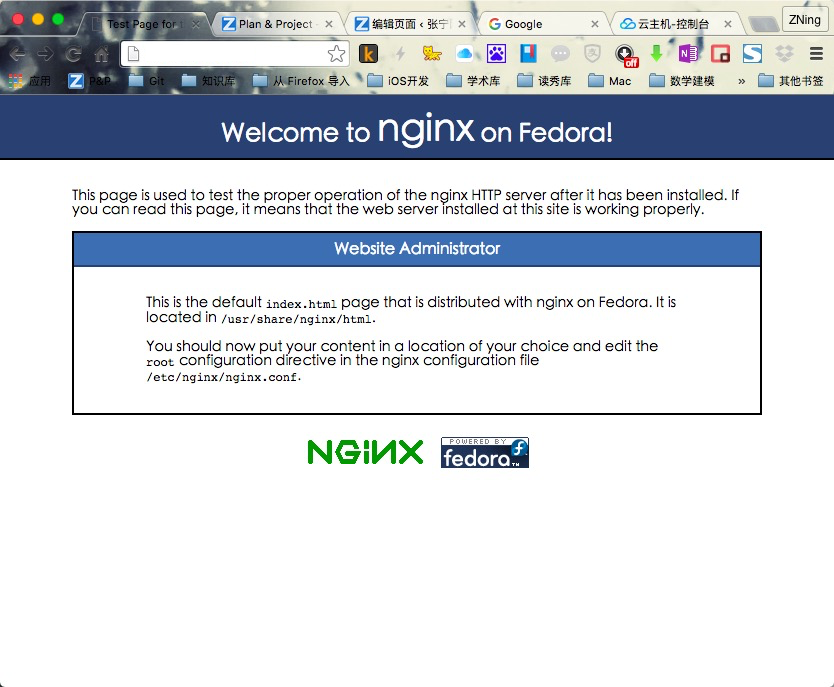 Test Page for t
Plan & Project -
编辑页面 ‹ 张宁
Google
云主机-控制台
ZNing
off
应用
P&P
Git
知识库
从 Firefox 导入
iOS开发
学术库
读秀库
Mac
数学建模
»
其他书签
Welcome to nginx on Fedora!
This page is used to test the proper operation of the nginx HTTP server after it has been installed. If
you can read this page, it means that the web server installed at this site is working properly.
Website Administrator
This is the default index.html page that is distributed with nginx on Fedora. It is
located in /usr/share/nginx/html.
You should now put your content in a location of your choice and edit the
root configuration directive in the nginx configuration file
/etc/nginx/nginx.conf.
NGINX
POWERED BY
fedora™